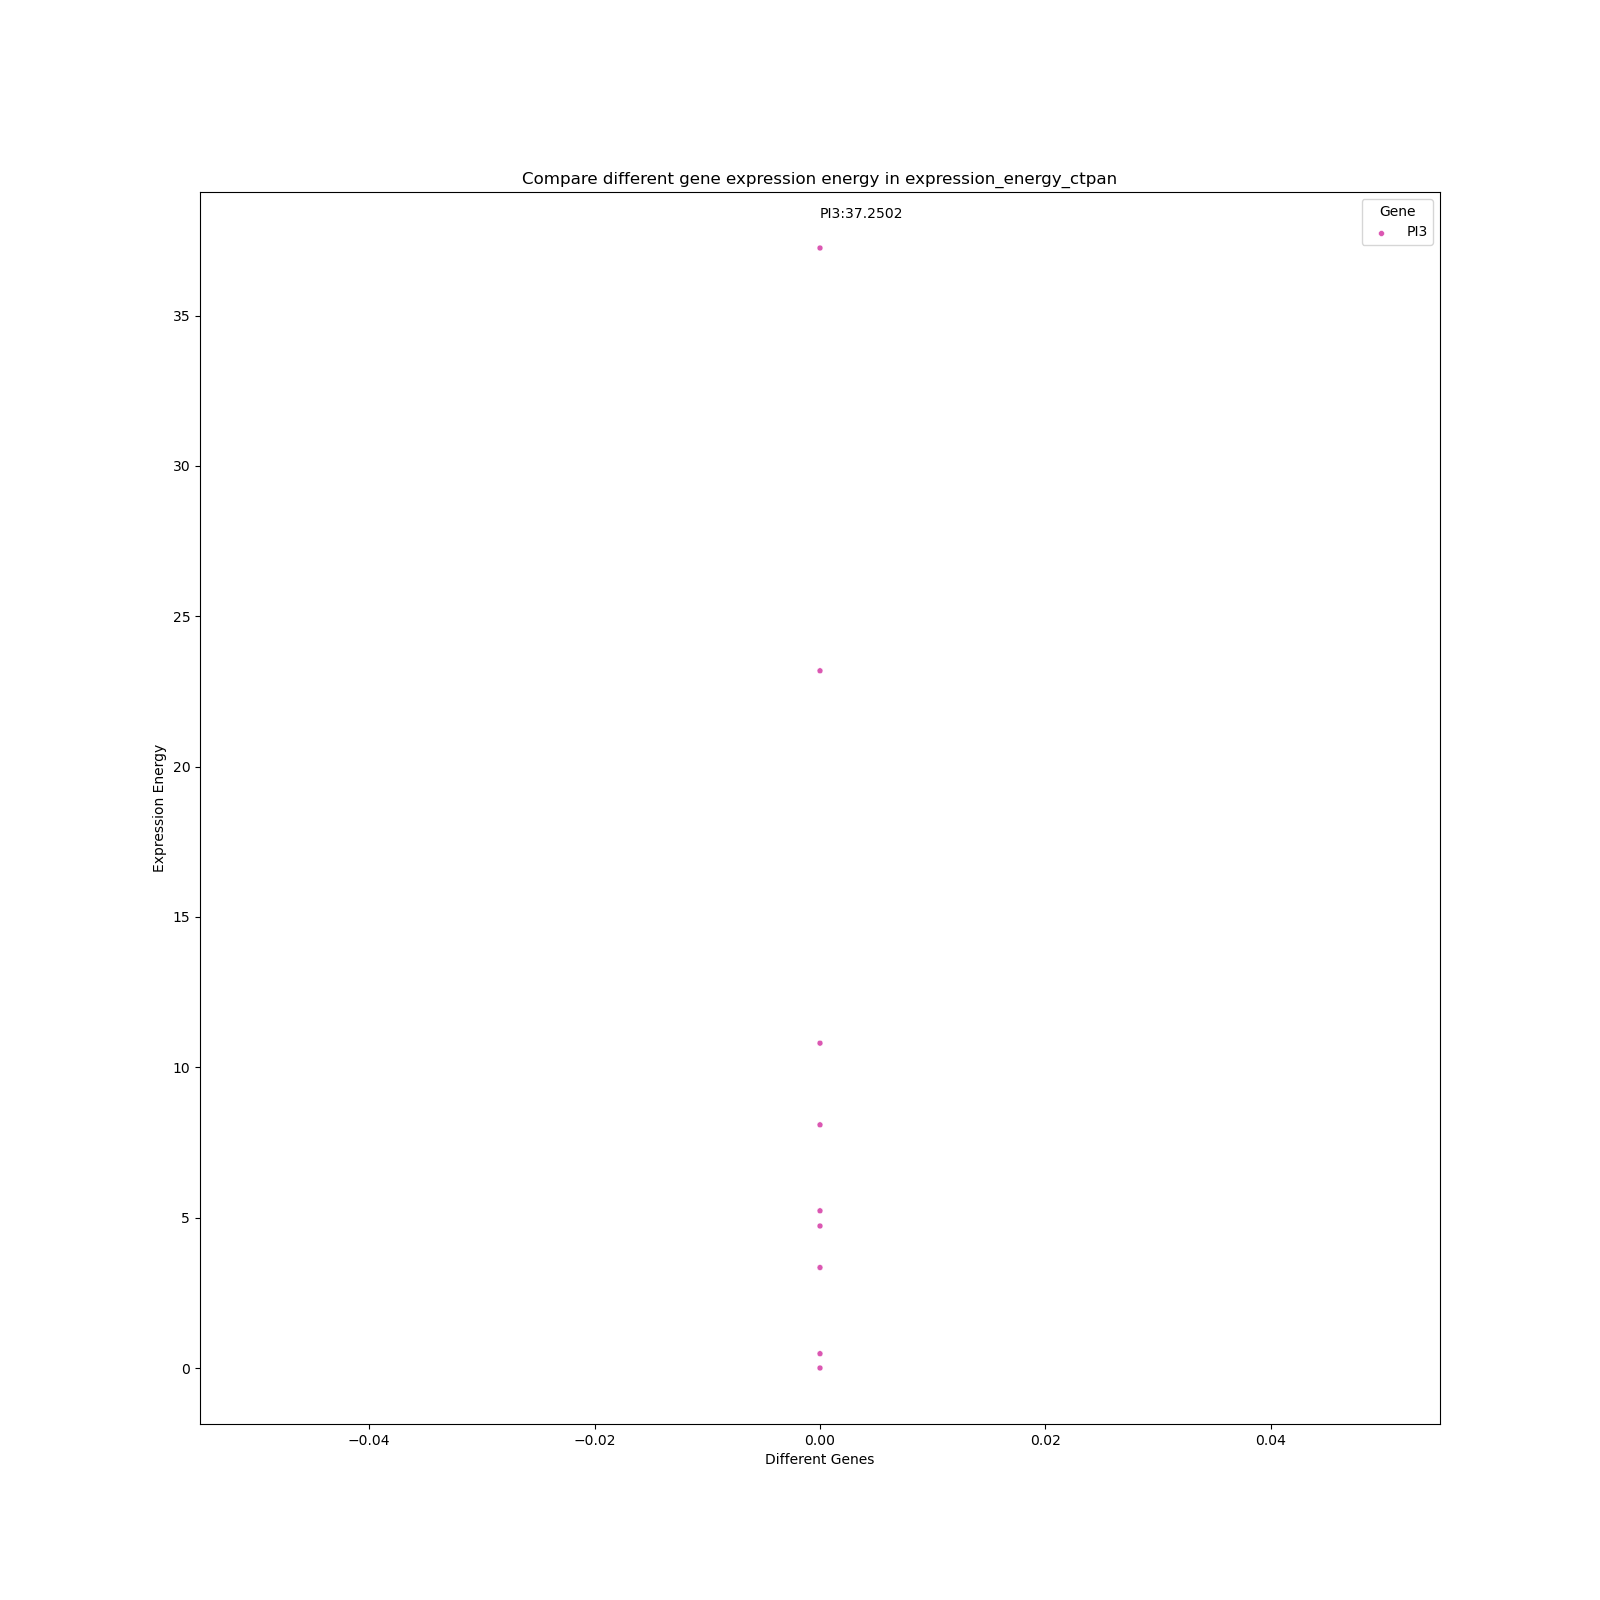 Compare different gene expression energy in expression_energy_ctpan
PI3:37.2502
Gene
PI3
35
30
25
20
15
10
5
0
Expression Energy
−0.04
−0.02
0.00
0.02
0.04
Different Genes